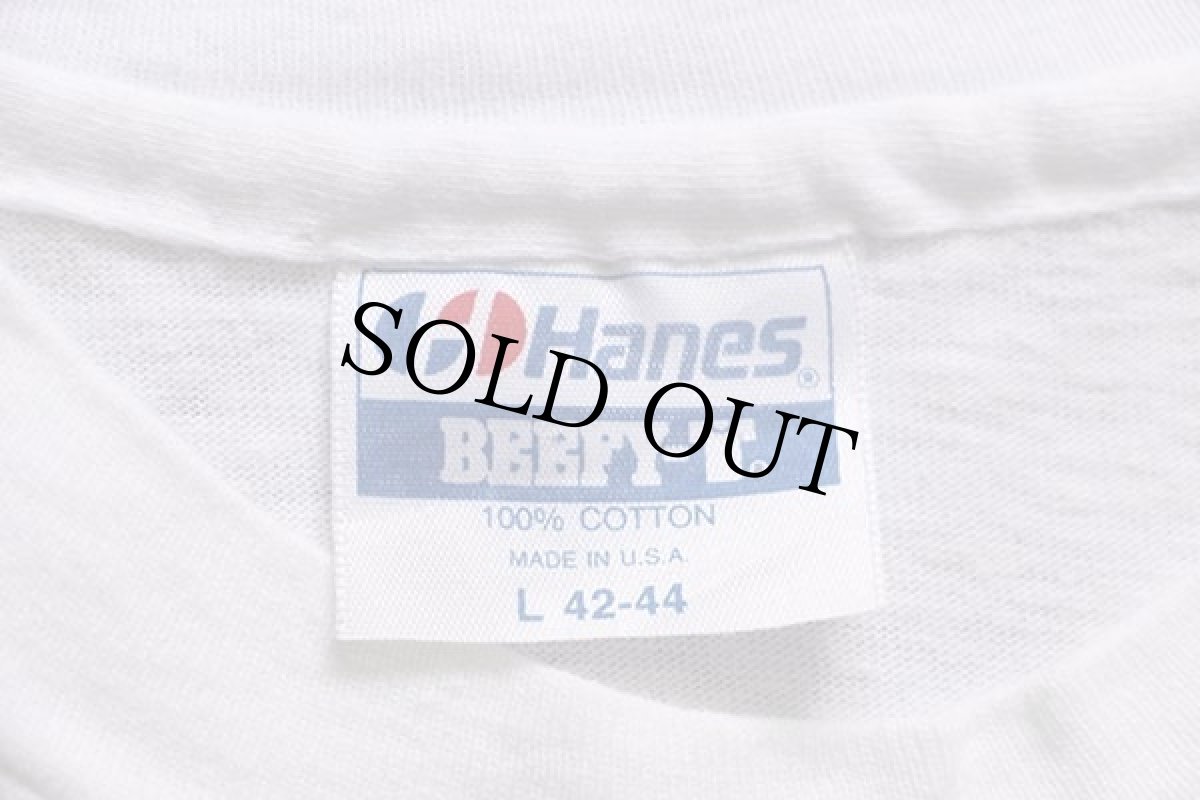 Hanes®
BEEFY-T®
100% COTTON
MADE IN U.S.A.
L 42-44
SOLD OUT